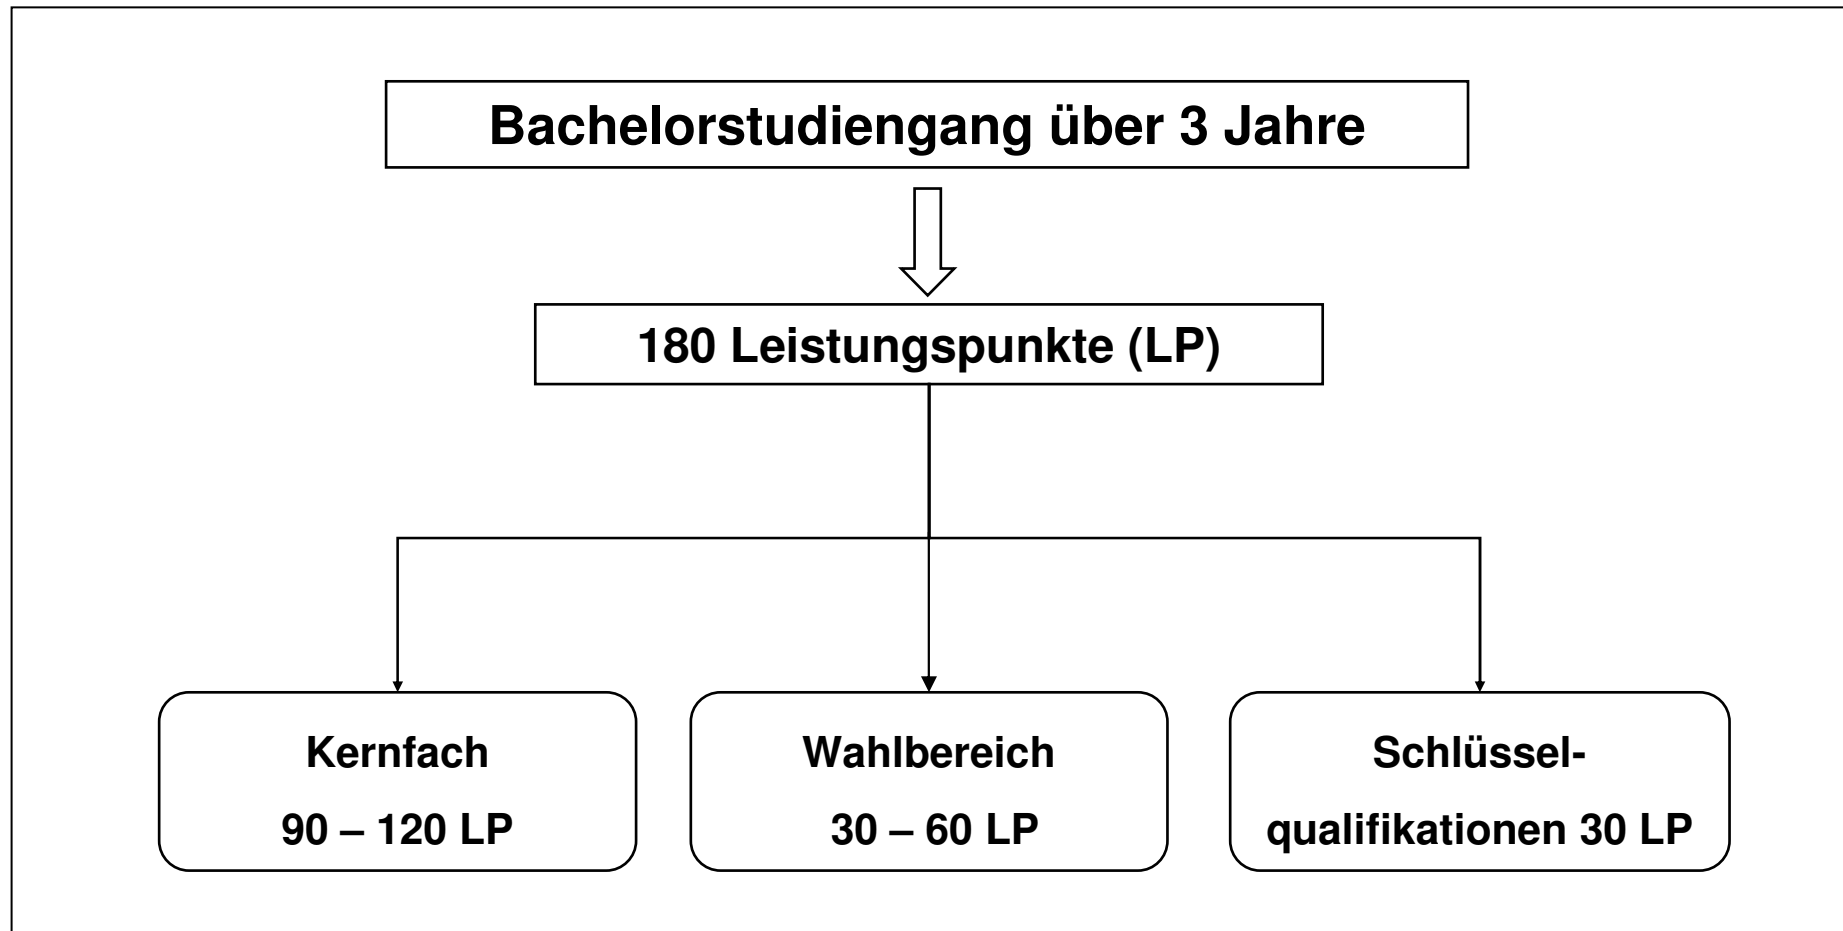 Bachelorstudiengang über 3 Jahre
180 Leistungspunkte (LP)
Kernfach
90 – 120 LP
Wahlbereich
30 – 60 LP
Schlüssel-
qualifikationen 30 LP